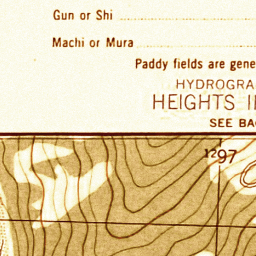 Gun or Shi
Machi or Mura
Paddy fields are gene
HYDROGRA
HEIGHTS I
SEE BA
1297